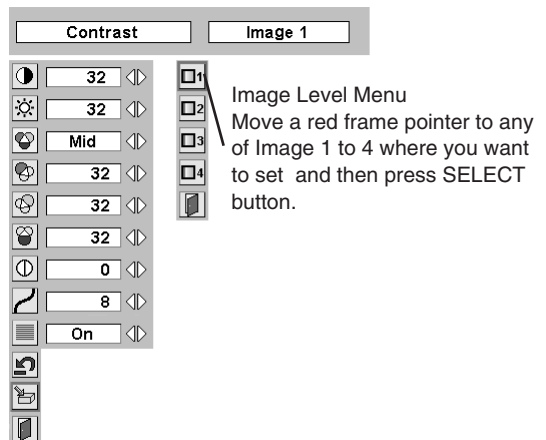 Contrast
Image 1
32
32
Mid
32
32
32
0
8
On
1
2
3
4
Image Level Menu
Move a red frame pointer to any
of Image 1 to 4 where you want
to set and then press SELECT
button.